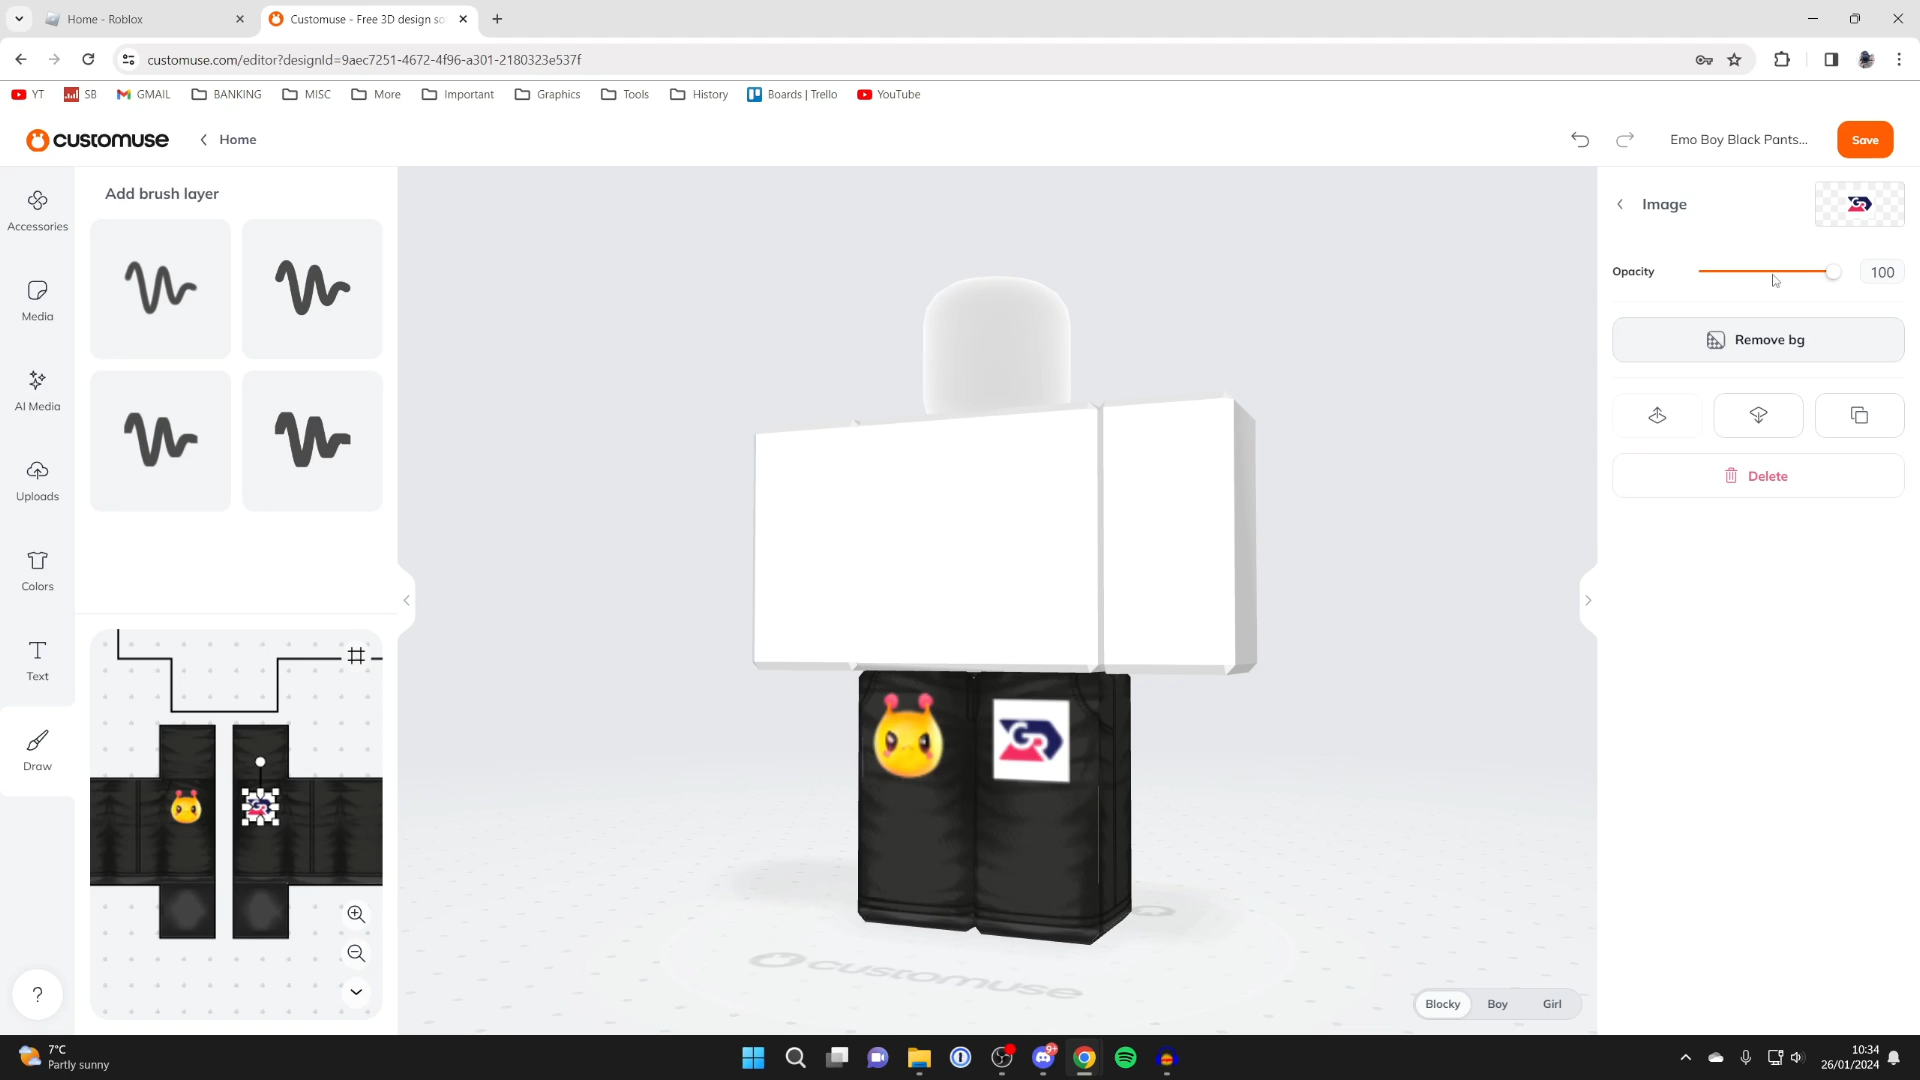 Home - Roblox
Customuse - Free 3D design so
customuse.com/editor?designId=9aec7251-4672-4f96-a301-2180323e537f
YT
SB
GMAIL
BANKING
MISC
More
Important
Graphics
Tools
History
Boards | Trello
YouTube
customuse
Home
Emo Boy Black Pants...
Save
Accessories
Media
AI Media
Uploads
Colors
Text
Draw
?
Add brush layer
GR
customuse
Blocky
Boy
Girl
Image
Opacity
100
Remove bg
Delete
7°C
Partly sunny
9+
10:34
26/01/2024